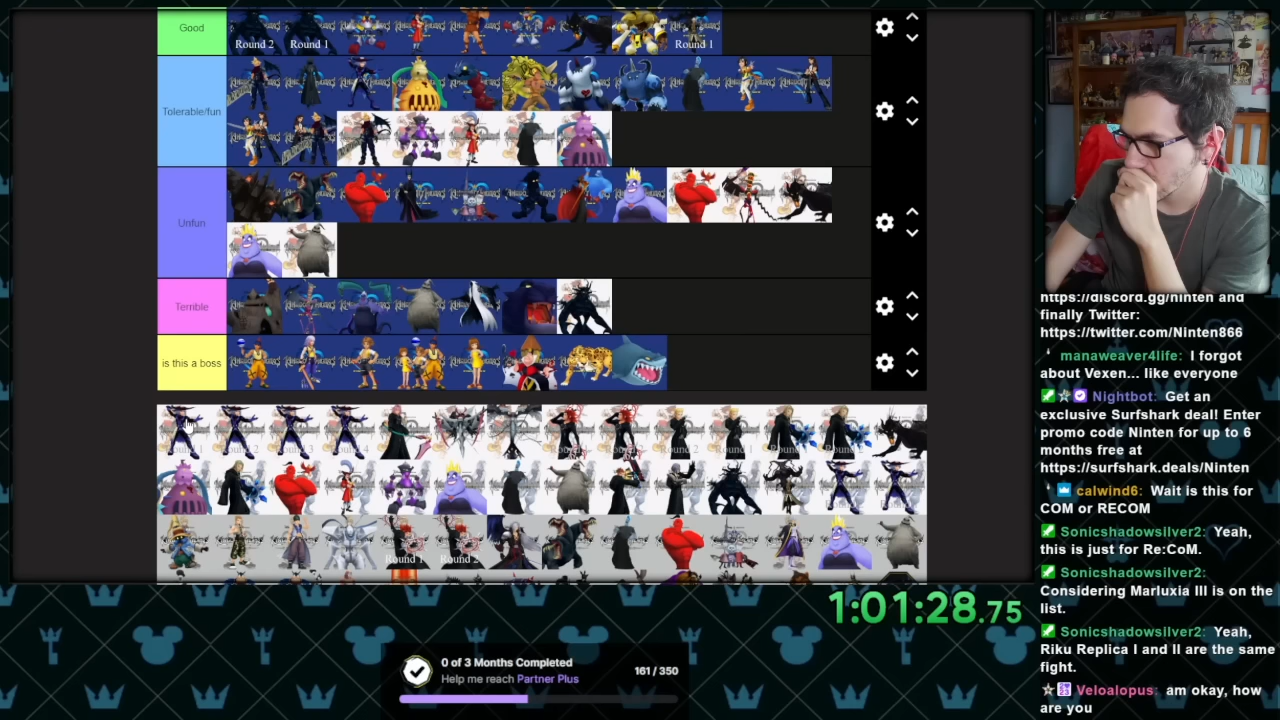 Good
Round 2
Round 1
Round 1
Tolerable/fun
Unfun
Terrible
is this a boss
Round 1
Round 2
1:01:28.75
0 of 3 Months Completed
Help me reach Partner Plus
161 / 350
https://discord.gg/ninten and
finally Twitter:
https://twitter.com/Ninten866
manaweaver4life: I forgot
about Vexen... like everyone
Nightbot: Get an
exclusive Surfshark deal! Enter
promo code Ninten for up to 6
months free at
https://surfshark.deals/Ninten
calwind6: Wait is this for
COM or RECOM
Sonicshadowsilver2: Yeah,
this is just for Re:CoM.
Sonicshadowsilver2:
Considering Marluxia III is on the
list.
Sonicshadowsilver2: Yeah,
Riku Replica I and II are the same
fight.
Veloalopus: am okay, how
are you